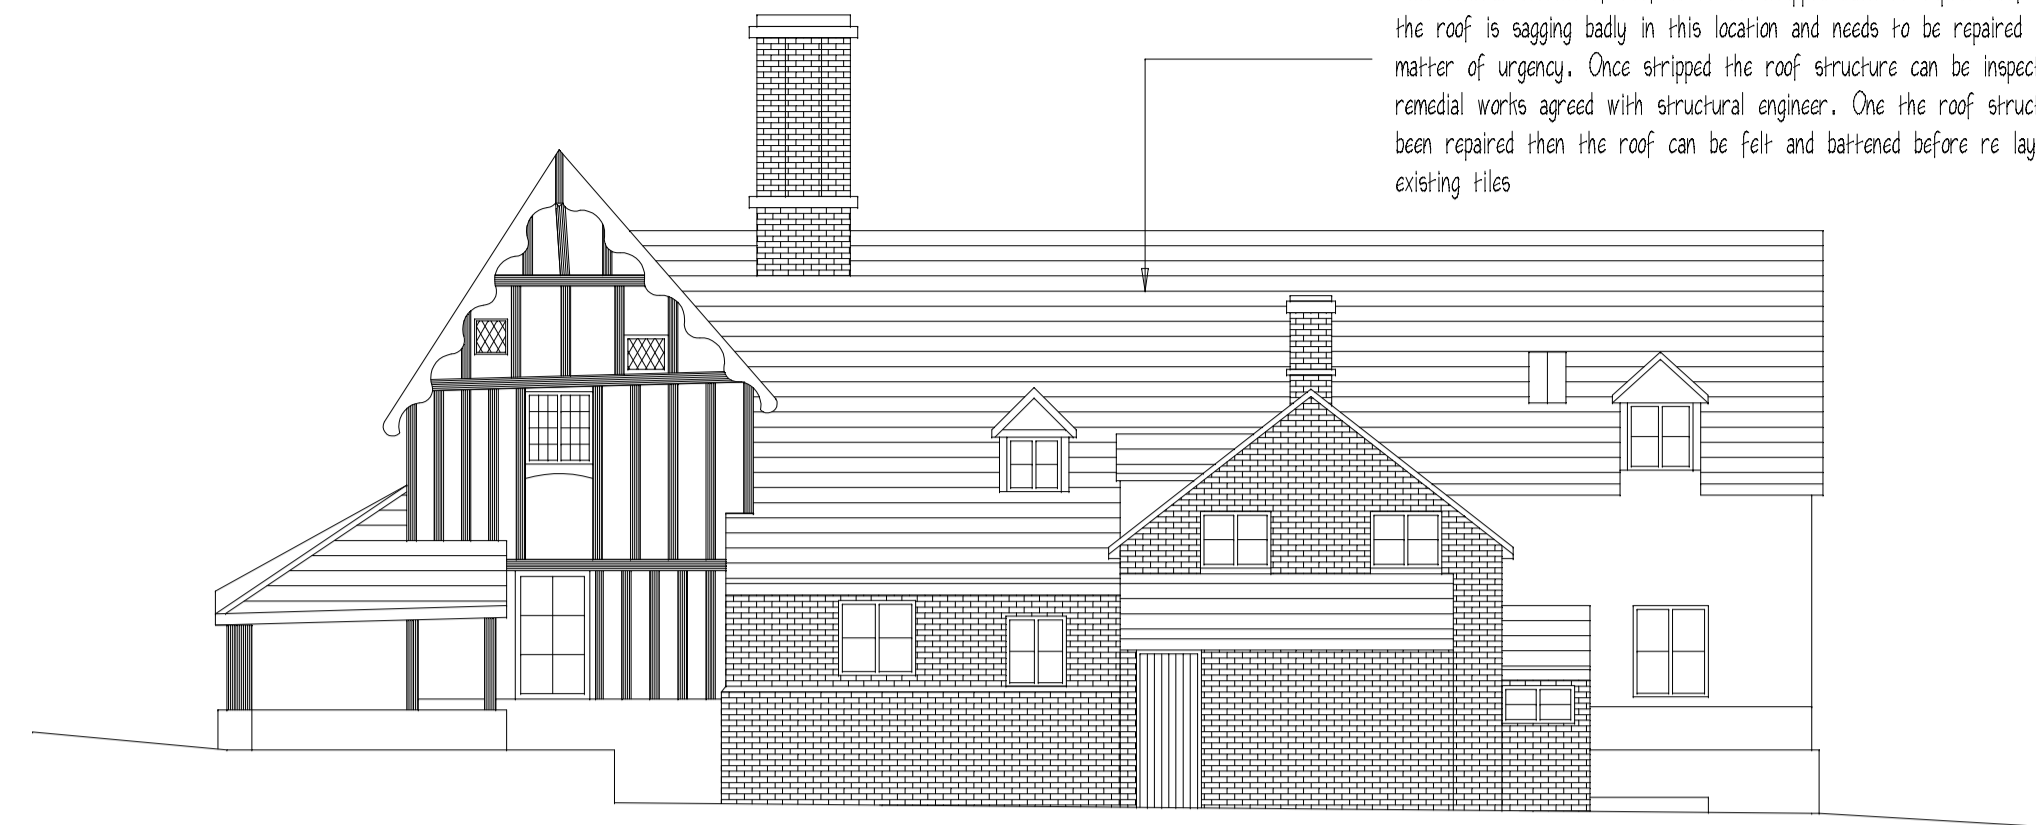 the roof is sagging badly in this location and needs to be repaired
matter of urgency. Once stripped the roof structure can be
remedial works agreed with structural engineer. One the roof
been repaired then the roof can be felt and battened before re
existing tiles